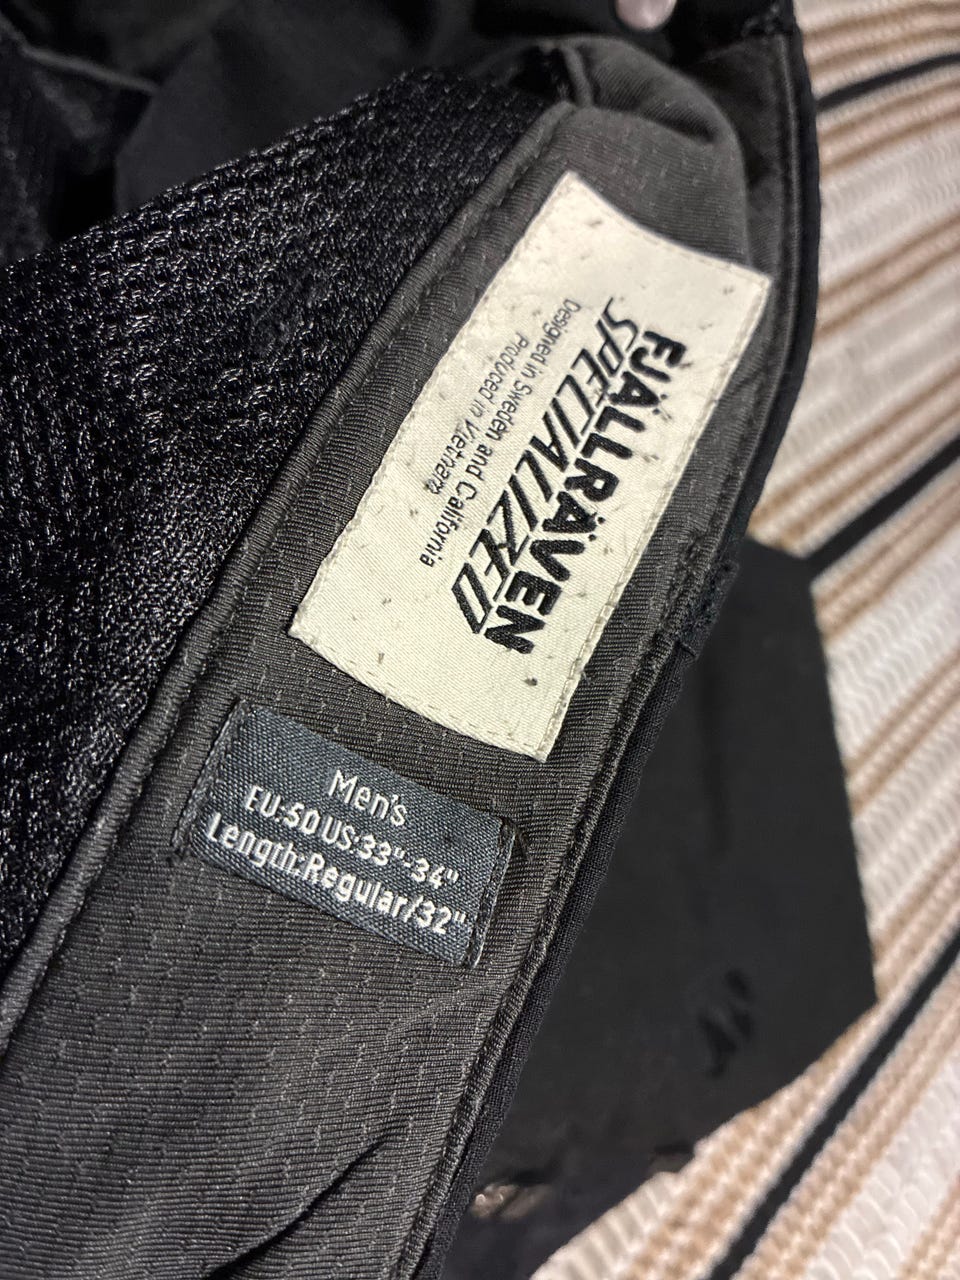 FJÄLLRÄVEN
SPECIALIZED
Designed in Sweden and California
Produced in Vietnam
Men's
EU:50 US:33"-34"
Length:Regular/32"